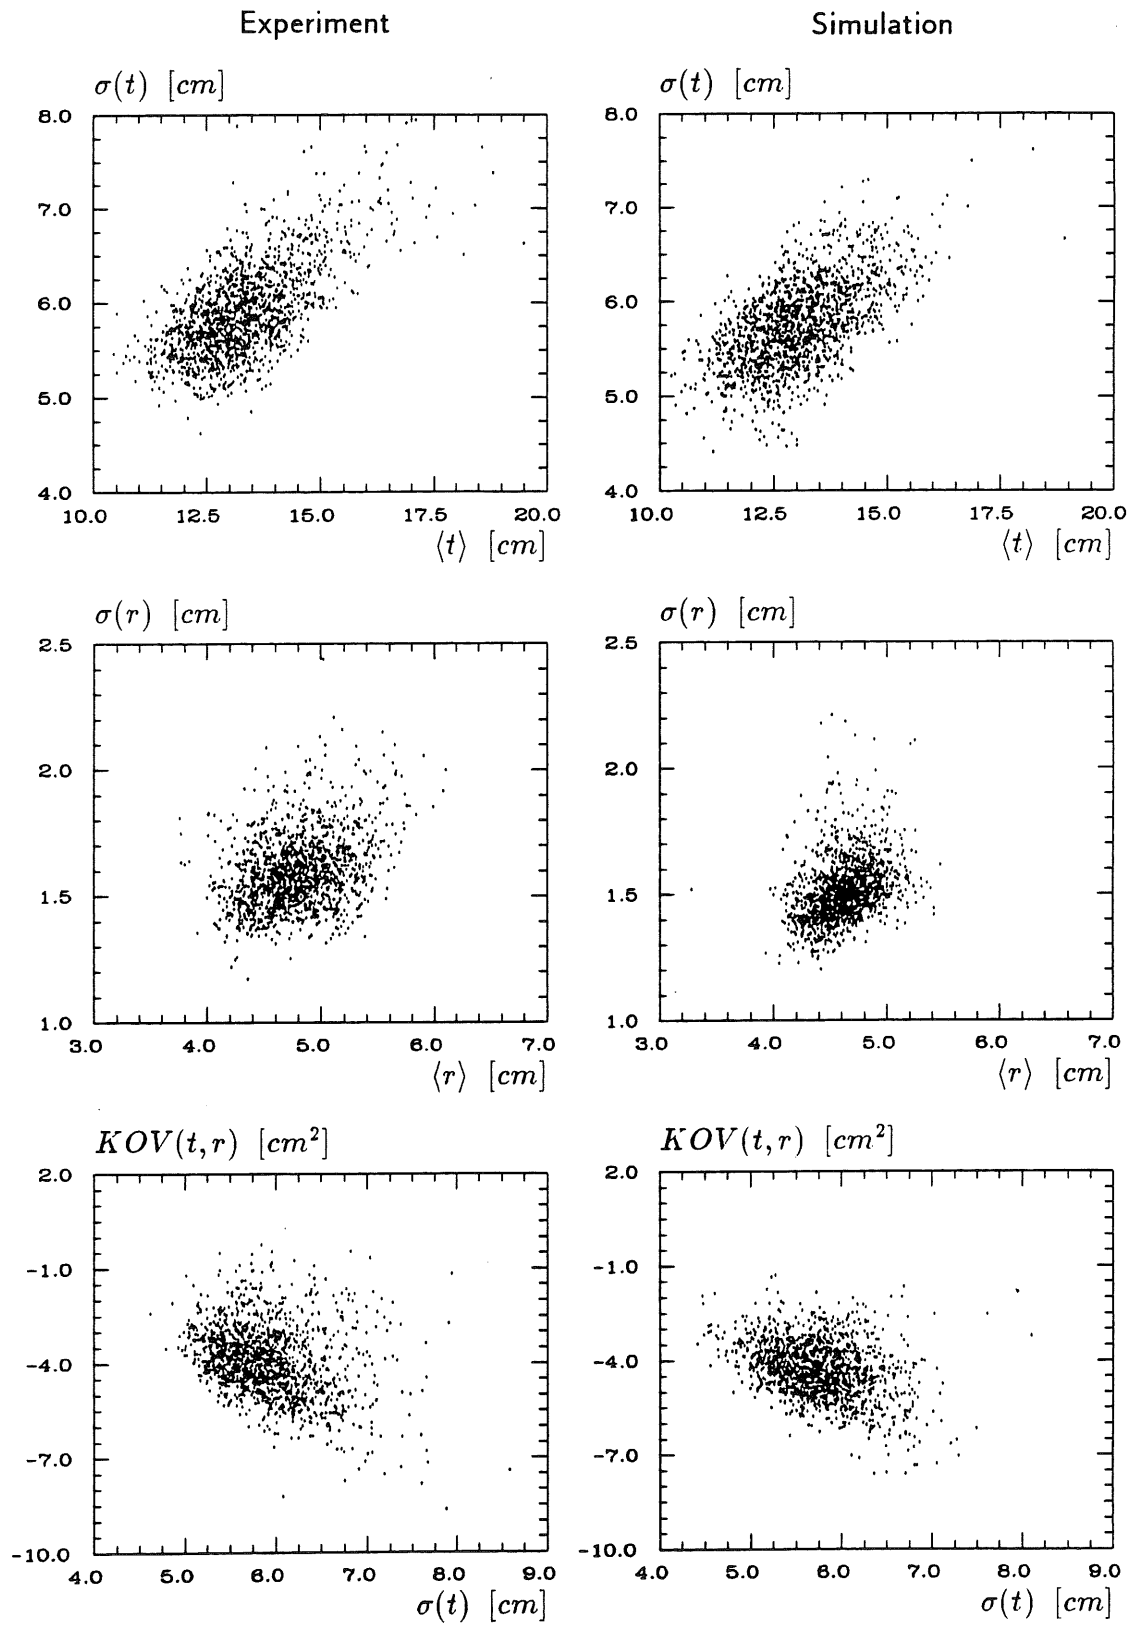 Experiment
Simulation
σ(t) [cm]
8.0
7.0
6.0
5.0
4.0
10.0 12.5 15.0 17.5 20.0
⟨t⟩ [cm]
σ(t) [cm]
8.0
7.0
6.0
5.0
4.0
10.0 12.5 15.0 17.5 20.0
⟨t⟩ [cm]
σ(r) [cm]
2.5
2.0
1.5
1.0
3.0 4.0 5.0 6.0 7.0
⟨r⟩ [cm]
σ(r) [cm]
2.5
2.0
1.5
1.0
3.0 4.0 5.0 6.0 7.0
⟨r⟩ [cm]
KOV(t,r) [cm²]
2.0
-1.0
-4.0
-7.0
-10.0
4.0 5.0 6.0 7.0 8.0 9.0
σ(t) [cm]
KOV(t,r) [cm²]
2.0
-1.0
-4.0
-7.0
-10.0
4.0 5.0 6.0 7.0 8.0 9.0
σ(t) [cm]